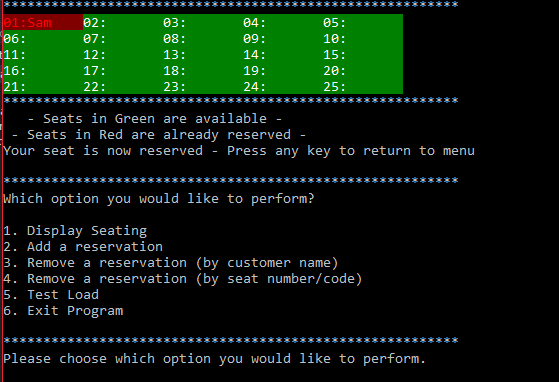 *********************************************************
01:Sam 02: 03: 04: 05:
06: 07: 08: 09: 10:
11: 12: 13: 14: 15:
16: 17: 18: 19: 20:
21: 22: 23: 24: 25:
*********************************************************
- Seats in Green are available -
- Seats in Red are already reserved -
Your seat is now reserved - Press any key to return to menu
*********************************************************
Which option you would like to perform?
1. Display Seating
2. Add a reservation
3. Remove a reservation (by customer name)
4. Remove a reservation (by seat number/code)
5. Test Load
6. Exit Program
*********************************************************
Please choose which option you would like to perform.